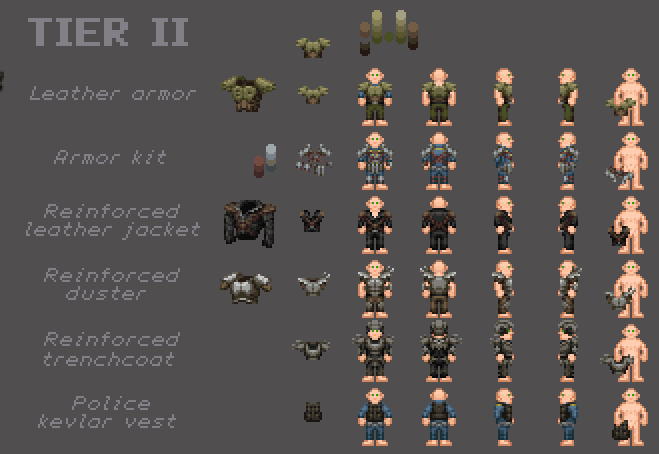 TIER II
Leather armor
Armor kit
Reinforced
leather jacket
Reinforced
duster
Reinforced
trenchcoat
Police
kevlar vest